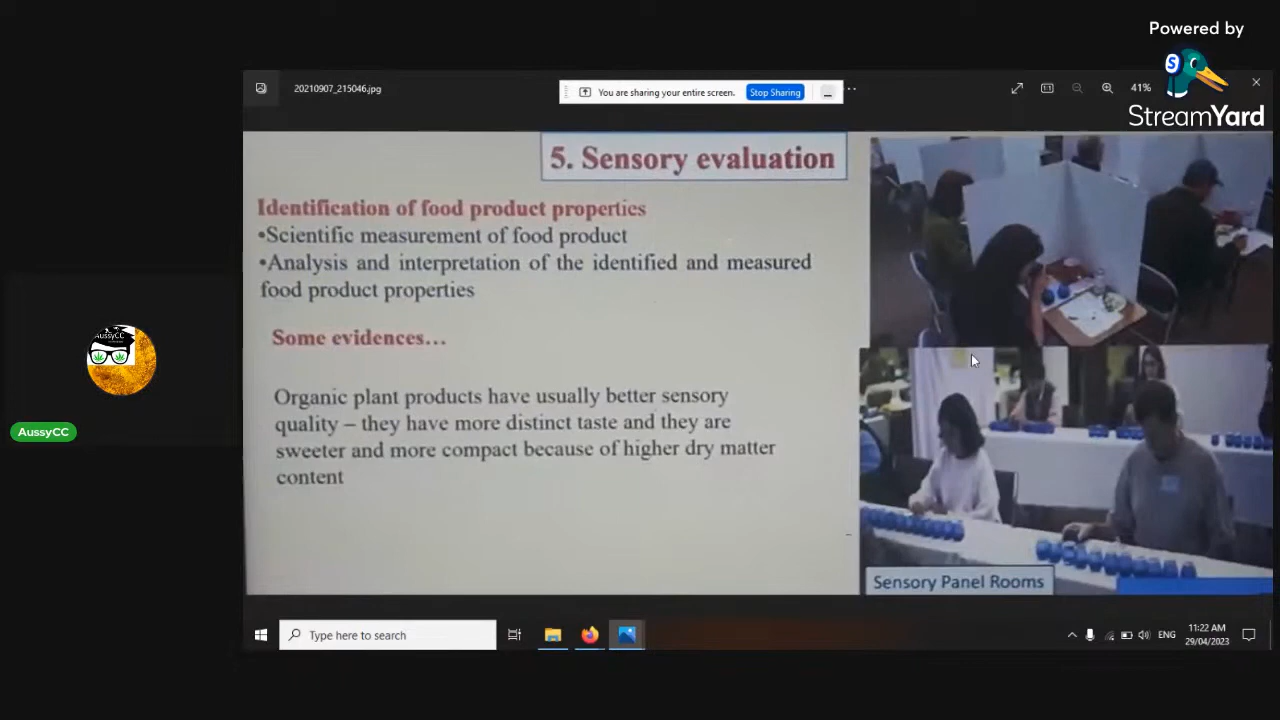 Powered by
StreamYard
20210907_215046.jpg
You are sharing your entire screen.
Stop Sharing
41%
5. Sensory evaluation
Identification of food product properties
•Scientific measurement of food product
•Analysis and interpretation of the identified and measured
food product properties
Some evidences…
Organic plant products have usually better sensory
quality – they have more distinct taste and they are
sweeter and more compact because of higher dry matter
content
Sensory Panel Rooms
AussyCC
AussyCC
Type here to search
ENG
11:22 AM
29/04/2023